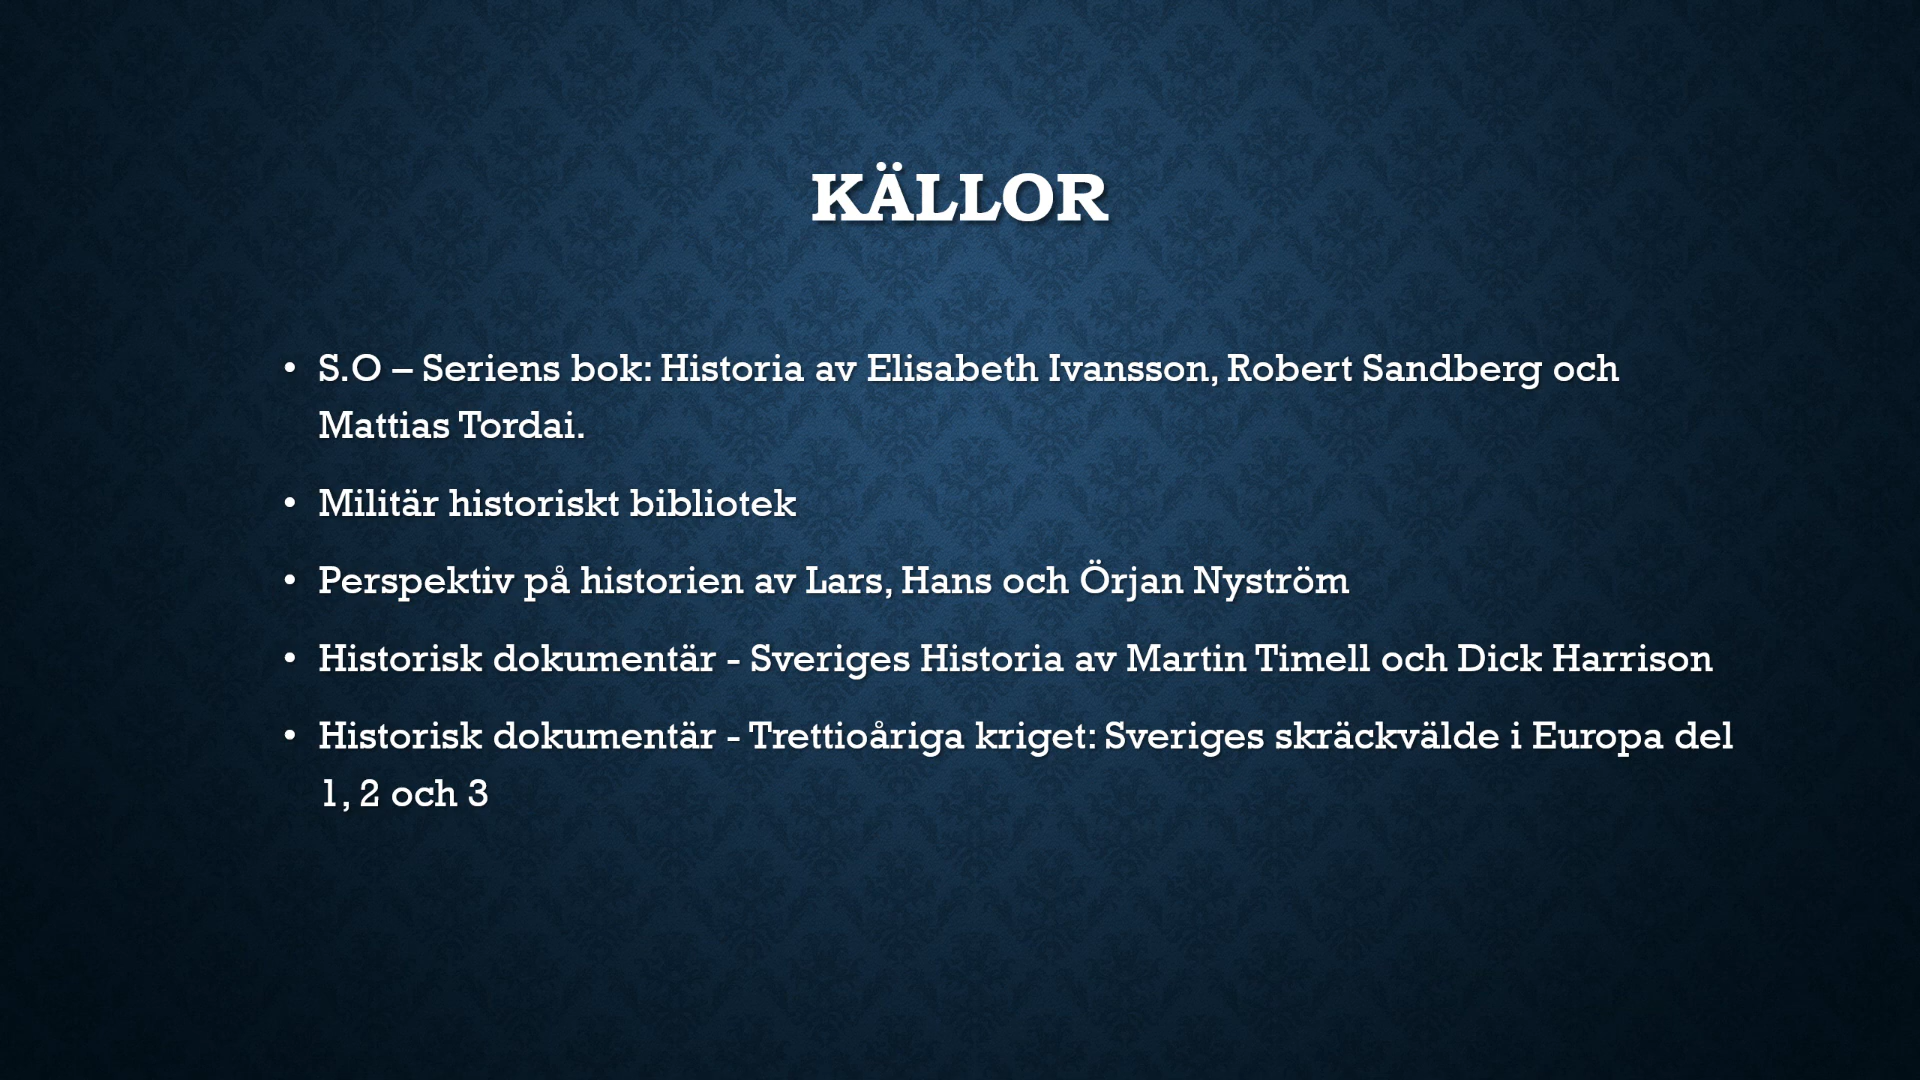 KÄLLOR
• S.O – Seriens bok: Historia av Elisabeth Ivansson, Robert Sandberg och
Mattias Tordai.
• Militär historiskt bibliotek
• Perspektiv på historien av Lars, Hans och Örjan Nyström
• Historisk dokumentär - Sveriges Historia av Martin Timell och Dick Harrison
• Historisk dokumentär - Trettioåriga kriget: Sveriges skräckvälde i Europa del
1, 2 och 3